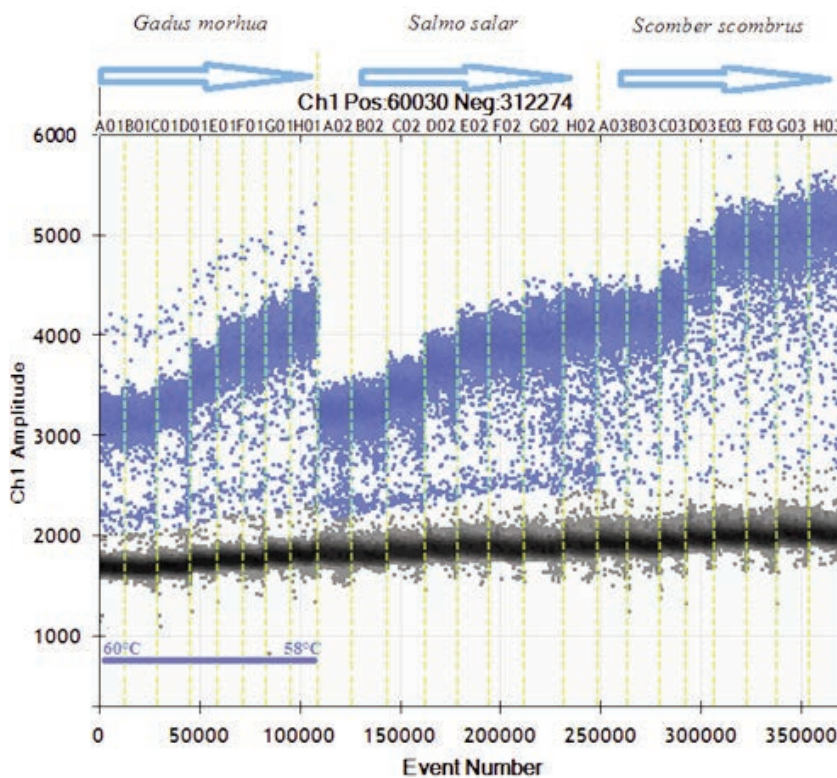 Gadus morhua Salmo salar Scomber scombrus
Ch1 Pos:60030 Neg:312274
A01 B01 C01 D01 E01 F01 G01 H01 A02 B02 C02 D02 E02 F02 G02 H02 A03 B03 C03 D03 E03 F03 G03 H03
6000
5000
4000
3000
2000
1000
Ch1 Amplitude
60°C 58°C
0 50000 100000 150000 200000 250000 300000 350000
Event Number